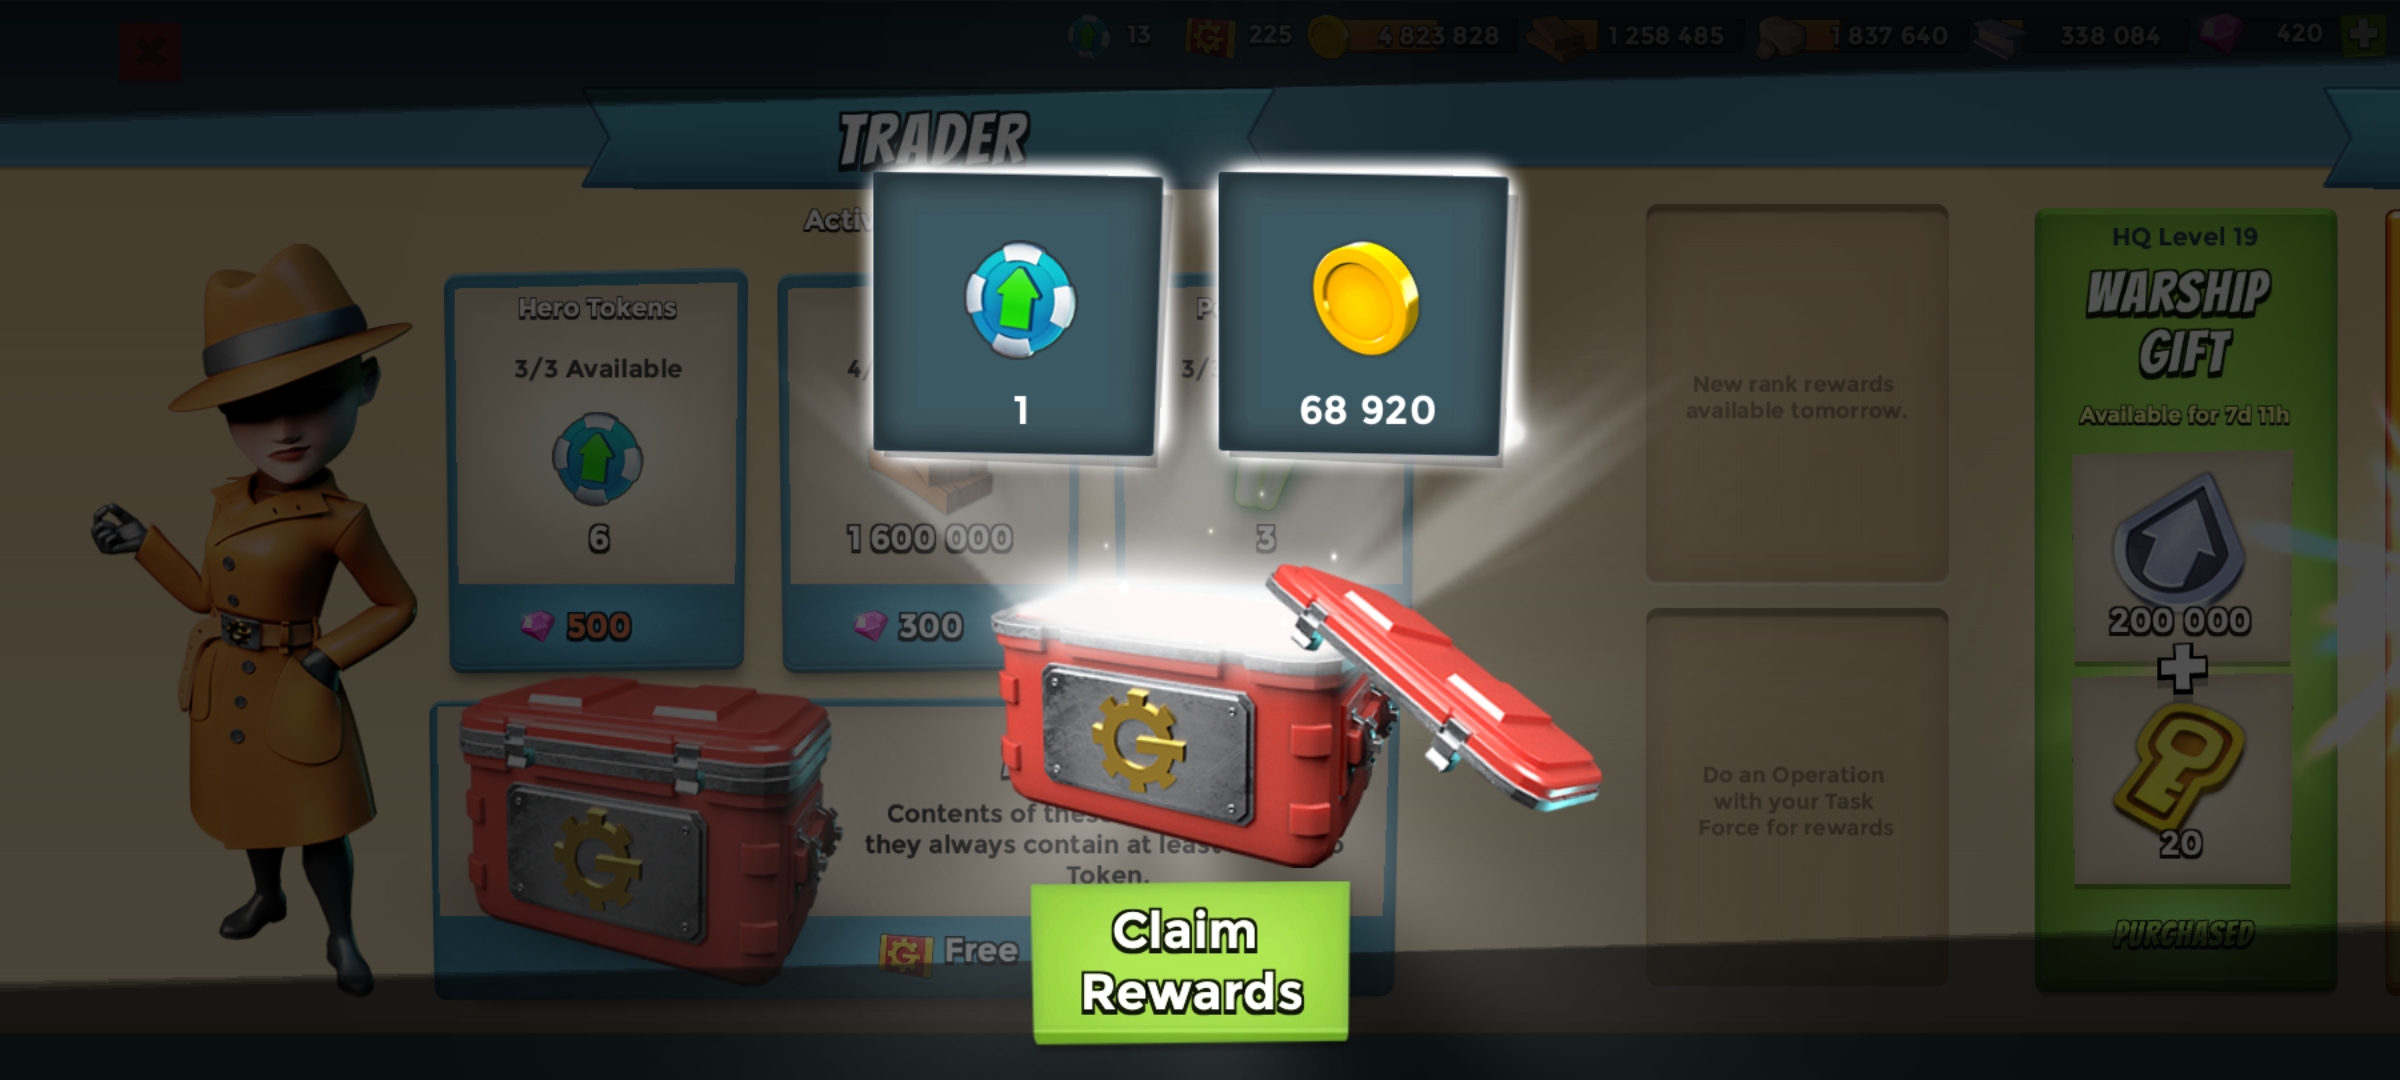 13
225
4 823 828
1 258 485
1 837 640
338 084
420
TRADER
Hero Tokens
3/3 Available
6
500
1 600 000
300
3
1
68 920
Contents of
they always contain at least
Token.
Free
Claim
Rewards
New rank rewards
available tomorrow.
Do an Operation
with your Task
Force for rewards
HQ Level 19
WARSHIP
GIFT
Available for 7d 11h
200 000
20
PURCHASED